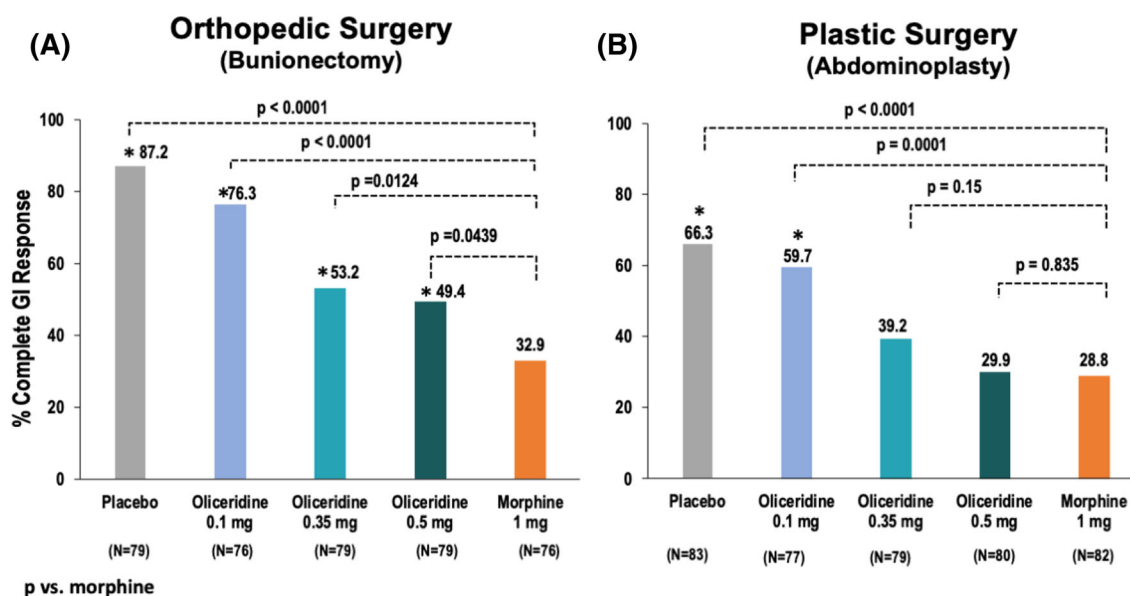 (A)
Orthopedic Surgery
(Bunionectomy)
% Complete GI Response
100
80
60
40
20
0
p < 0.0001
p < 0.0001
p =0.0124
p =0.0439
* 87.2
*76.3
* 53.2
* 49.4
32.9
Placebo
Oliceridine
0.1 mg
Oliceridine
0.35 mg
Oliceridine
0.5 mg
Morphine
1 mg
(N=79)
(N=76)
(N=79)
(N=79)
(N=76)
p vs. morphine
(B)
Plastic Surgery
(Abdominoplasty)
100
80
60
40
20
0
p < 0.0001
p = 0.0001
p = 0.15
p = 0.835
*
66.3
*
59.7
39.2
29.9
28.8
Placebo
Oliceridine
0.1 mg
Oliceridine
0.35 mg
Oliceridine
0.5 mg
Morphine
1 mg
(N=83)
(N=77)
(N=79)
(N=80)
(N=82)